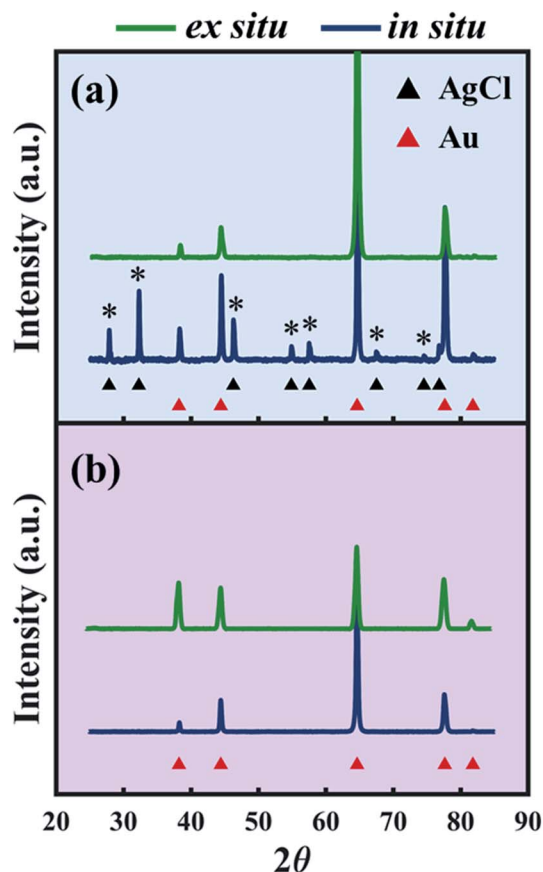 ex situ in situ
(a)
AgCl
Au
Intensity (a.u.)
* * * * * * *
(b)
Intensity (a.u.)
20 30 40 50 60 70 80 90
2θ